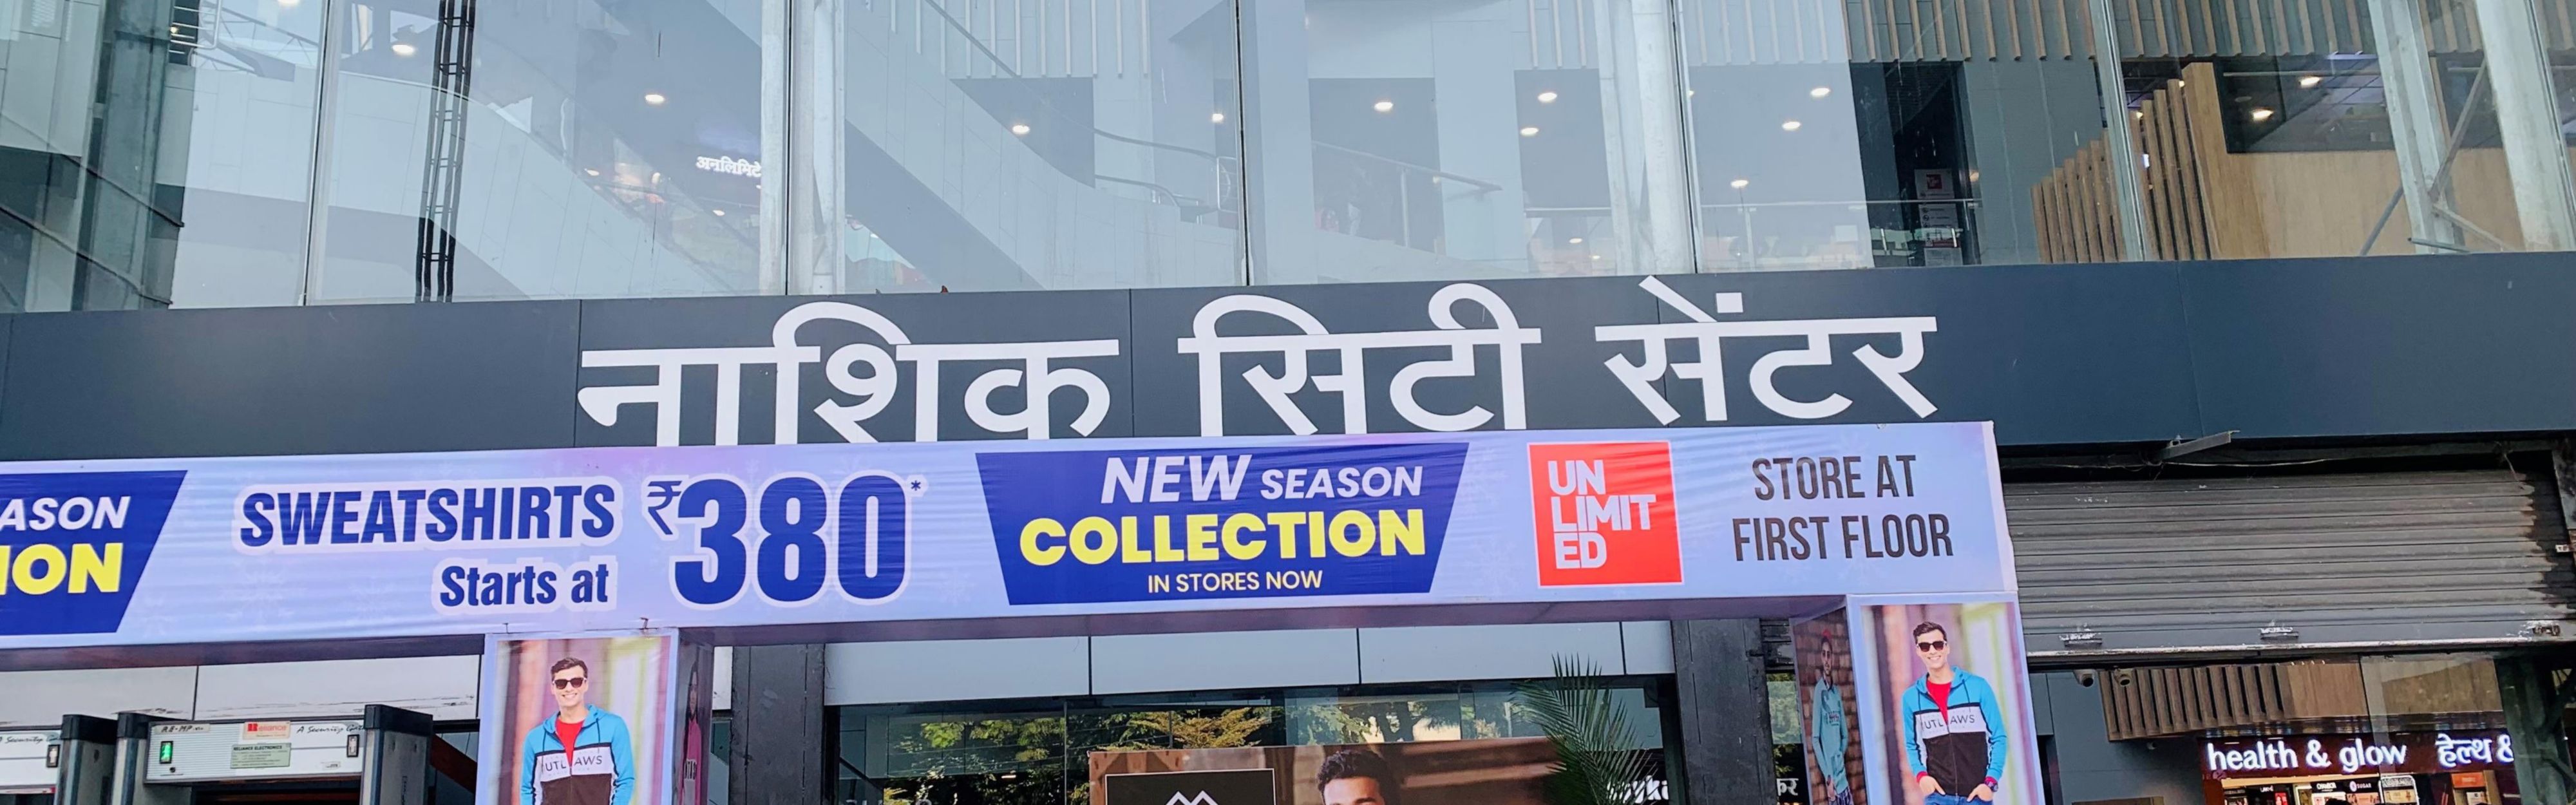 अनलिमिटे
नाशिक सिटी सेंटर
ASON
ION
SWEATSHIRTS
Starts at
₹380*
NEW SEASON
COLLECTION
IN STORES NOW
UN
LIMIT
ED
STORE AT
FIRST FLOOR
health & glow हेल्थ &